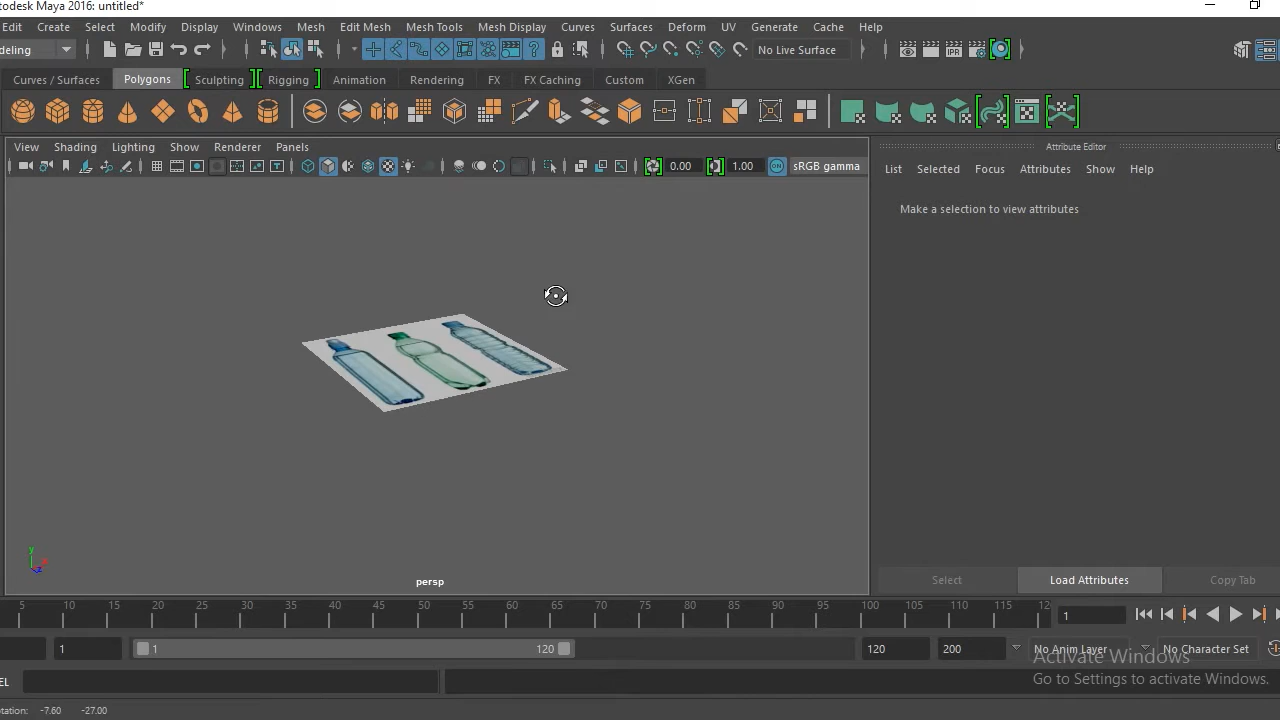 todesk Maya 2016: untitled*
Edit Create Select Modify Display Windows Mesh Edit Mesh Mesh Tools Mesh Display Curves Surfaces Deform UV Generate Cache Help
deling No Live Surface
Curves / Surfaces Polygons Sculpting Rigging Animation Rendering FX FX Caching Custom XGen
View Shading Lighting Show Renderer Panels
Attribute Editor
0.00 1.00 ON sRGB gamma
List Selected Focus Attributes Show Help
Make a selection to view attributes
y
x
z
persp
Select Load Attributes Copy Tab
5 10 15 20 25 30 35 40 45 50 55 60 65 70 75 80 85 90 95 100 105 110 115 12
1
1 1 120 120 200 No Anim Layer No Character Set
Activate Windows
Go to Settings to activate Windows.
EL
otation: -7.60 -27.00